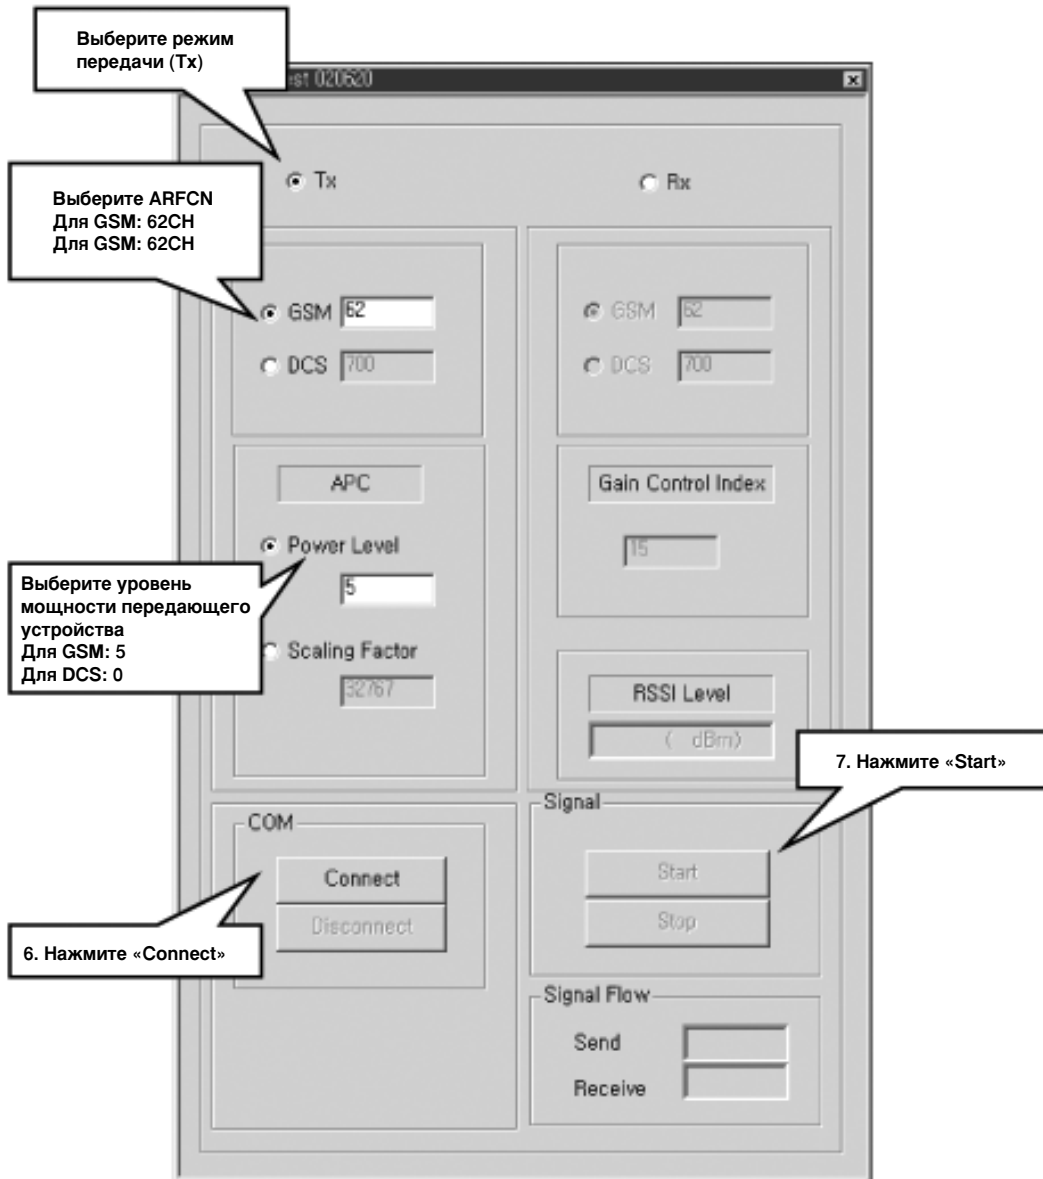 Выберите режим
передачи (Tx)
est 020620
Tx
Rx
Выберите ARFCN
Для GSM: 62CH
Для GSM: 62CH
GSM 62
DCS 700
GSM 62
DCS 700
APC
Power Level
5
Scaling Factor
32767
Gain Control Index
15
Выберите уровень
мощности передающего
устройства
Для GSM: 5
Для DCS: 0
RSSI Level
( dBm)
7. Нажмите «Start»
COM
Connect
Disconnect
6. Нажмите «Connect»
Signal
Start
Stop
Signal Flow
Send
Receive